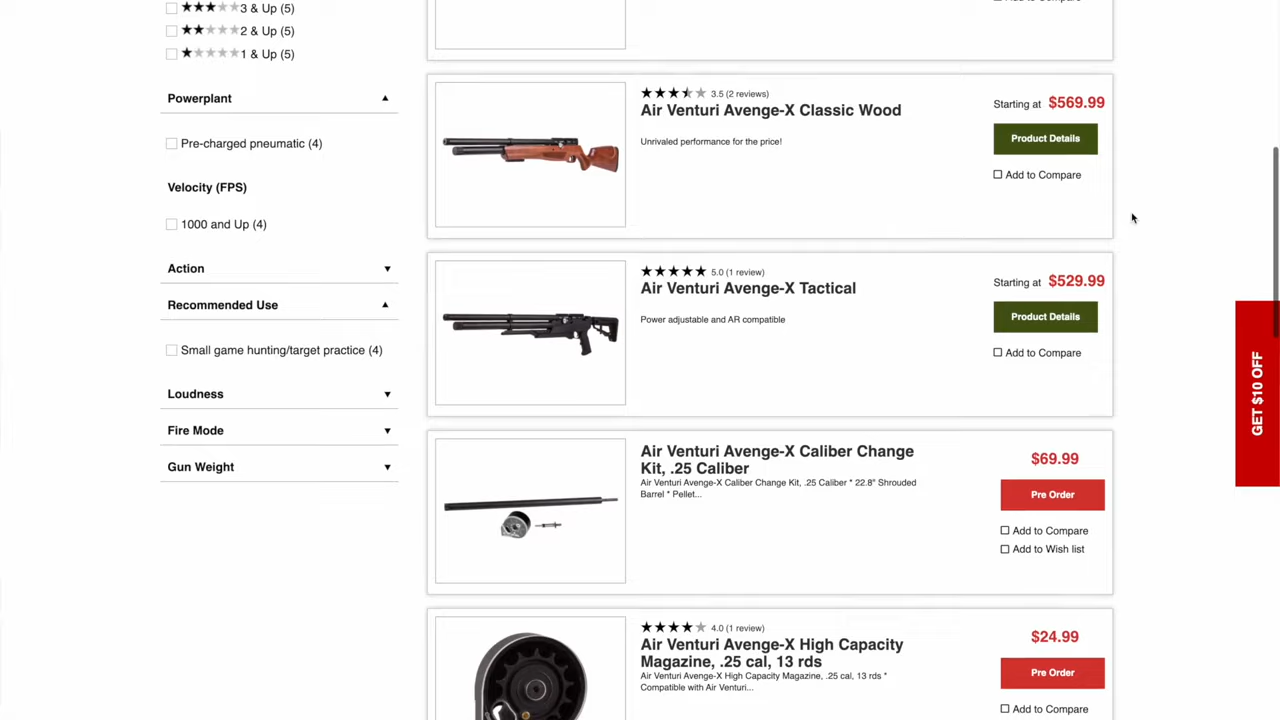 3 & Up (5)
2 & Up (5)
1 & Up (5)
Powerplant
Pre-charged pneumatic (4)
Velocity (FPS)
1000 and Up (4)
Action
Recommended Use
Small game hunting/target practice (4)
Loudness
Fire Mode
Gun Weight
3.5 (2 reviews)
Air Venturi Avenge-X Classic Wood
Unrivaled performance for the price!
Starting at $569.99
Product Details
Add to Compare
5.0 (1 review)
Air Venturi Avenge-X Tactical
Power adjustable and AR compatible
Starting at $529.99
Product Details
Add to Compare
Air Venturi Avenge-X Caliber Change
Kit, .25 Caliber
Air Venturi Avenge-X Caliber Change Kit, .25 Caliber * 22.8" Shrouded
Barrel * Pellet...
$69.99
Pre Order
Add to Compare
Add to Wish list
4.0 (1 review)
Air Venturi Avenge-X High Capacity
Magazine, .25 cal, 13 rds
Air Venturi Avenge-X High Capacity Magazine, .25 cal, 13 rds *
Compatible with Air Venturi...
$24.99
Pre Order
Add to Compare
GET $10 OFF